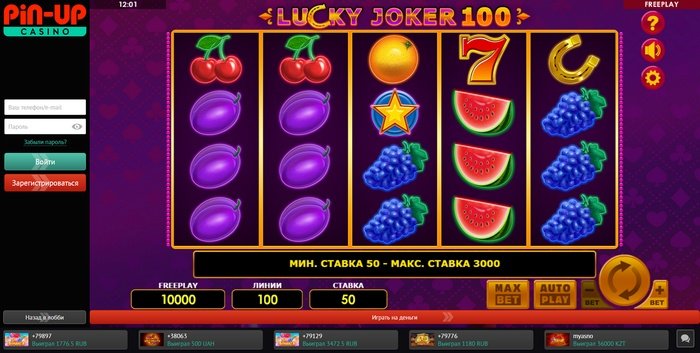 PiN-UP
CASINO
12:01
FREEPLAY
LUCKY JOKER 100
?
Ваш телефон/e-mail
Пароль
Забыли пароль?
Войти
Зарегистрироваться
7
МИН. СТАВКА 50 - МАКС. СТАВКА 3000
FREEPLAY
ЛИНИИ
СТАВКА
10000
100
50
MAX
BET
AUTO
PLAY
-
BET
+
BET
Назад в лобби
Играть на деньги
+79897
Выиграл 1776.5 RUB
+38063
Выиграл 500 UAH
+79129
Выиграл 3472.5 RUB
+79776
Выиграл 1180 RUB
myasno
Выиграл 36000 KZT